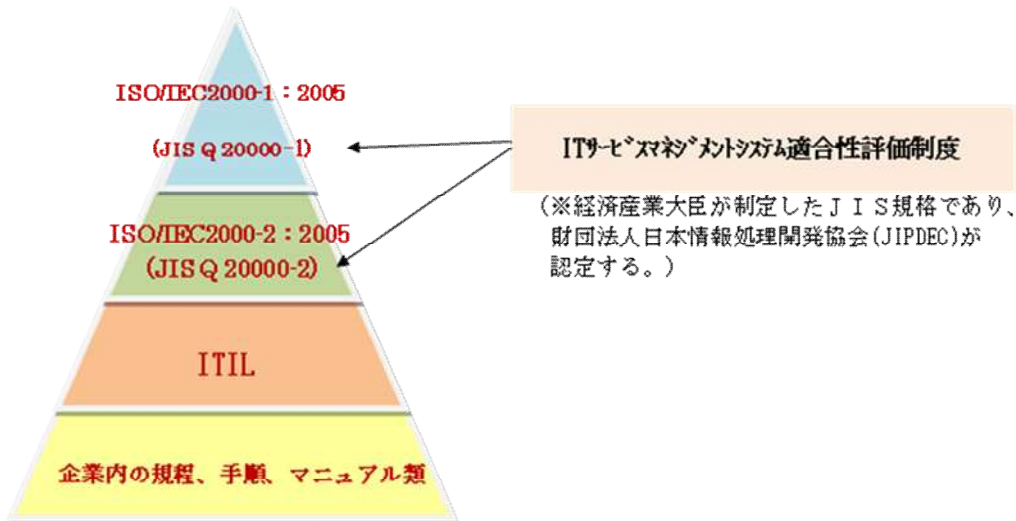 ISO/IEC2000-1：2005
(JIS Q 20000-1)
ISO/IEC2000-2：2005
(JIS Q 20000-2)
ITIL
企業内の規程、手順、マニュアル類
ITｻｰﾋﾞｽﾏﾈｼﾞﾒﾝﾄｼｽﾃﾑ適合性評価制度
（※経済産業大臣が制定したＪＩＳ規格であり、
財団法人日本情報処理開発協会(JIPDEC)が
認定する。）